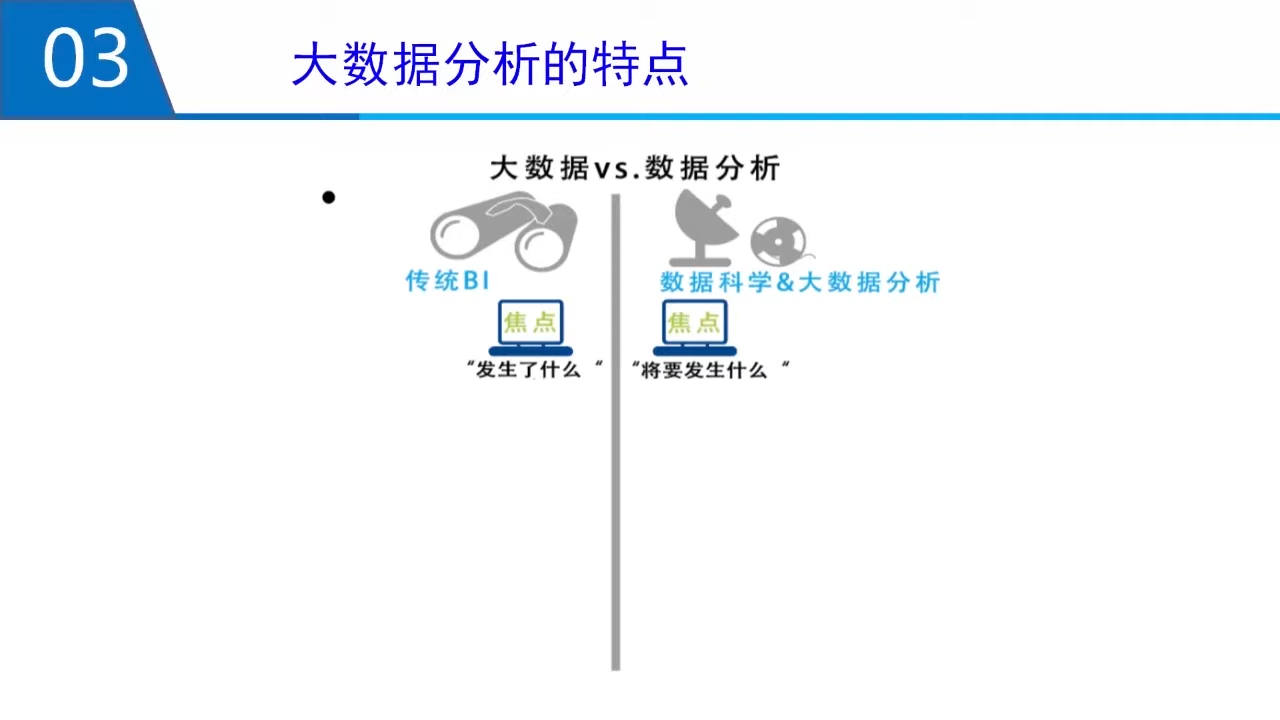 03
大数据分析的特点
大数据vs.数据分析
传统BI
数据科学&大数据分析
焦点
焦点
“发生了什么 “
“将要发生什么 “